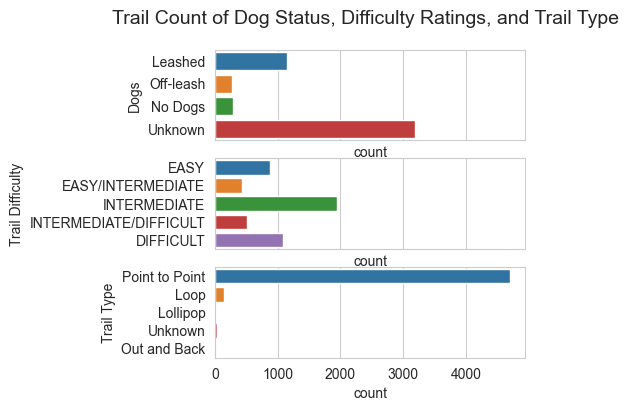 Trail Count of Dog Status, Difficulty Ratings, and Trail Type
Dogs
Leashed
Off-leash
No Dogs
Unknown
count
Trail Difficulty
EASY
EASY/INTERMEDIATE
INTERMEDIATE
INTERMEDIATE/DIFFICULT
DIFFICULT
count
Trail Type
Point to Point
Loop
Lollipop
Unknown
Out and Back
0 1000 2000 3000 4000
count